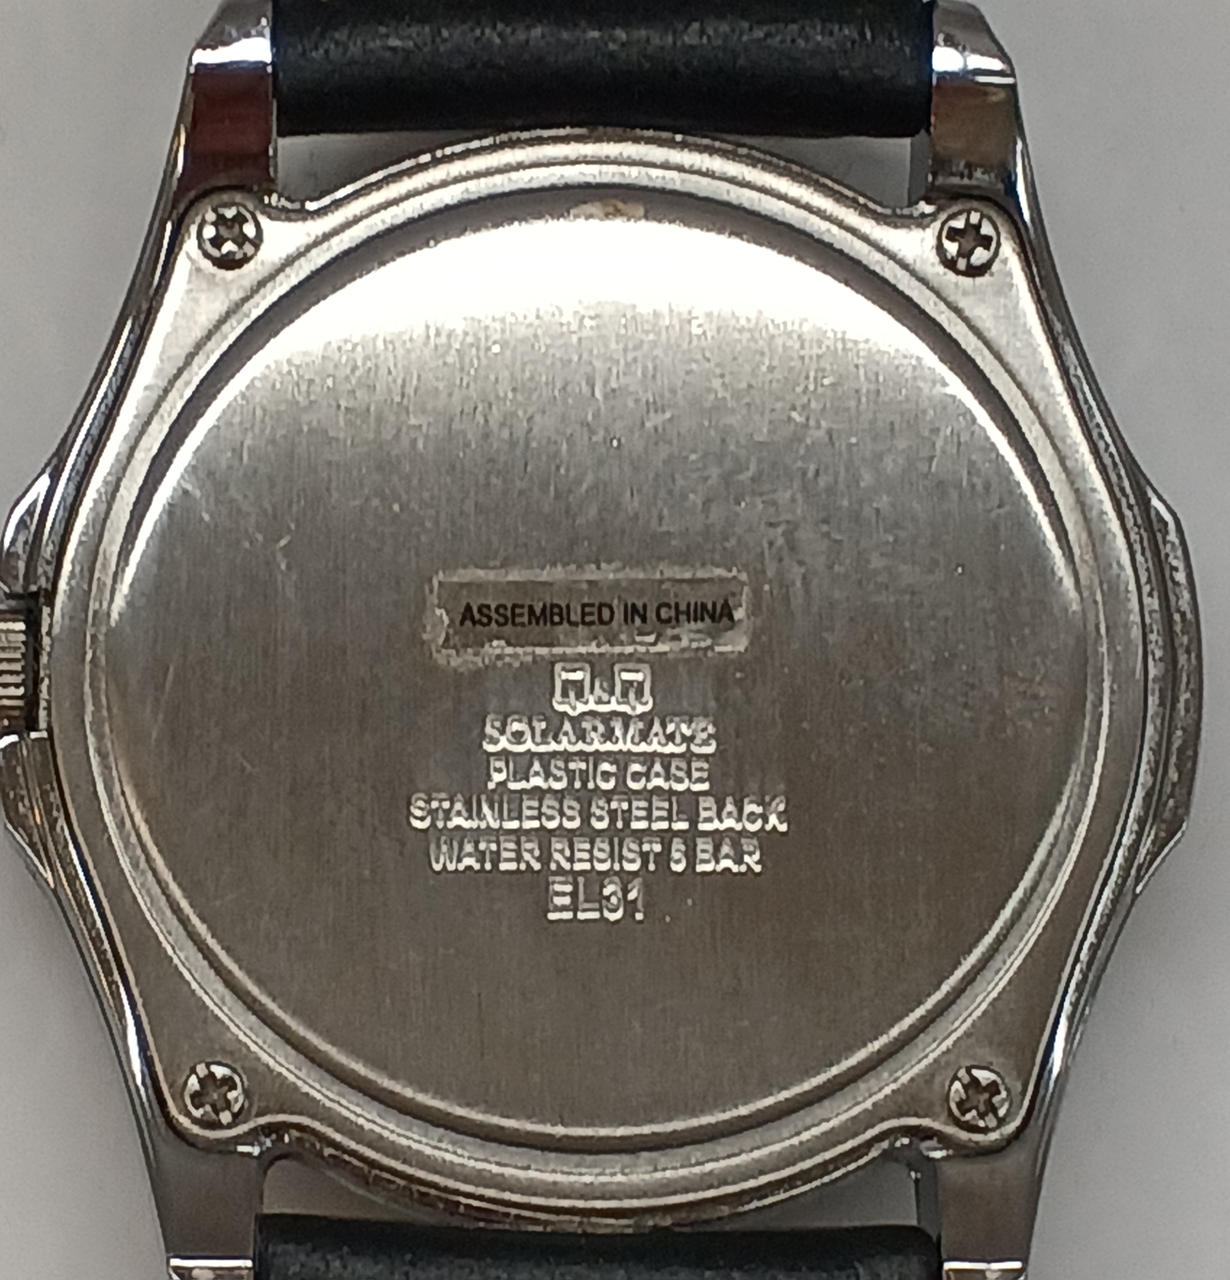 ASSEMBLED IN CHINA
Q&Q
SOLARMATE
PLASTIC CASE
STAINLESS STEEL BACK
WATER RESIST 5 BAR
EL31